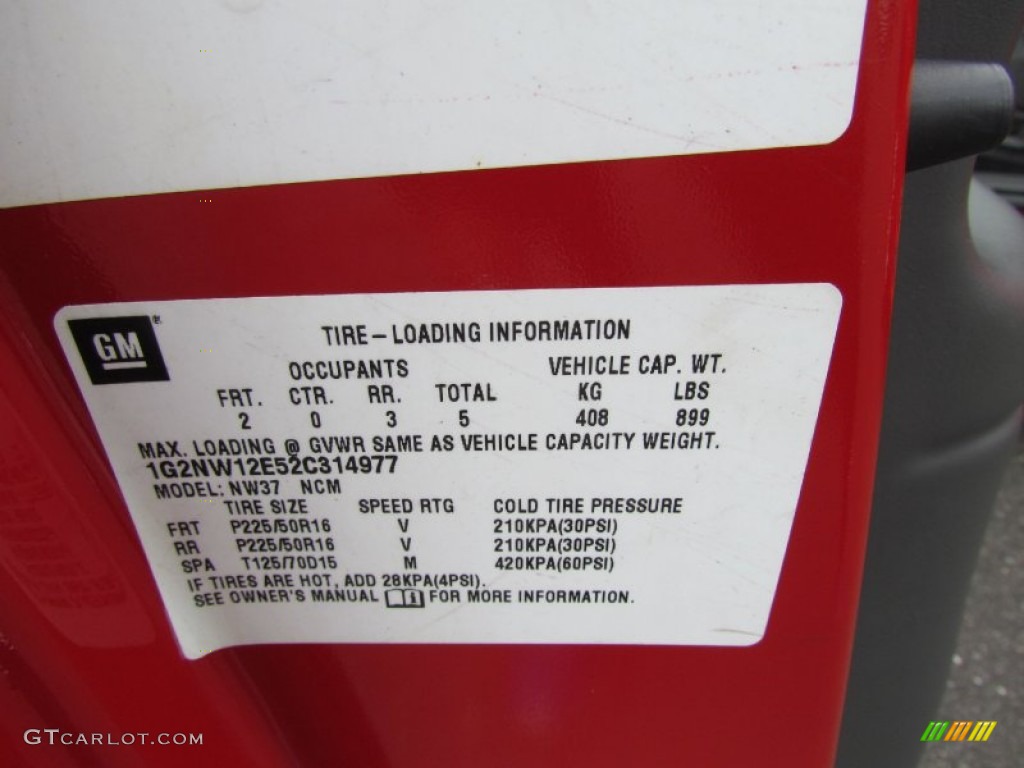 GM®
TIRE-LOADING INFORMATION
OCCUPANTS VEHICLE CAP. WT.
FRT. CTR. RR. TOTAL KG LBS
2 0 3 5 408 899
MAX. LOADING @ GVWR SAME AS VEHICLE CAPACITY WEIGHT.
1G2NW12E52C314977
MODEL: NW37 NCM
TIRE SIZE SPEED RTG COLD TIRE PRESSURE
FRT P225/50R16 V 210KPA(30PSI)
RR P225/50R16 V 210KPA(30PSI)
SPA T125/70D15 M 420KPA(60PSI)
IF TIRES ARE HOT, ADD 28KPA(4PSI).
SEE OWNER'S MANUAL FOR MORE INFORMATION.
GTCARLOT.COM